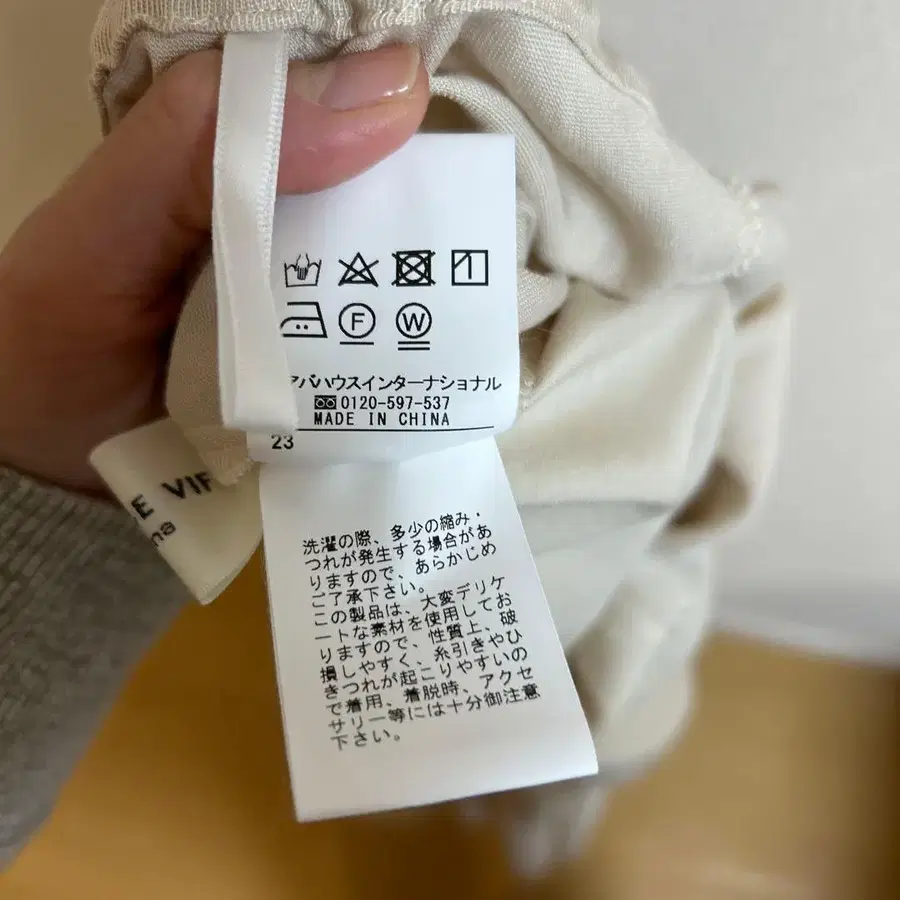 F
W
アバハウスインターナショナル
0120-597-537
MADE IN CHINA
23
E VIF
na
洗濯の際、多少の縮み・
つれが発生する場合があ
りますので、あらかじめ
ご了承下さい。
この製品は、大変デリケ
ートな素材を使用してお
りますので、性質上、破
損しやすく、糸引きやひ
きつれが起こりやすいの
で着用、着脱時、アクセ
サリー等には十分御注意
下さい。